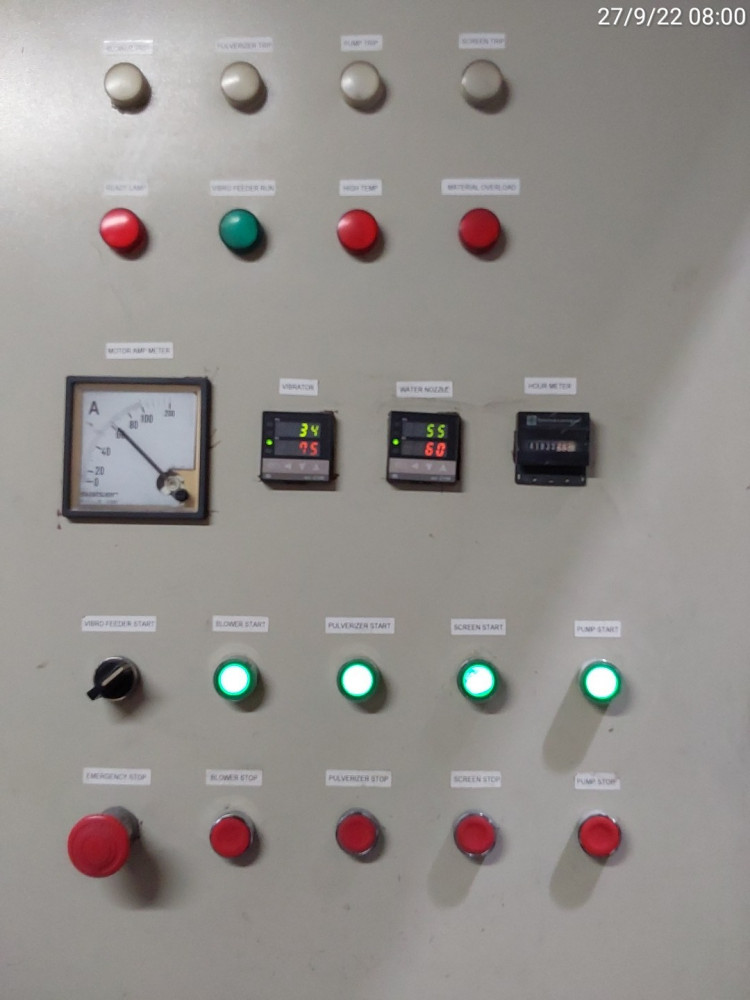 27/9/22 08:00
PULVERIZER TRIP
PUMP TRIP
SCREEN TRIP
READY LAMP
VIBRO FEEDER RUN
HIGH TEMP
MATERIAL OVERLOAD
MOTOR AMP METER
VIBRATOR
WATER NOZZLE
HOUR METER
A
0
20
40
60
80
100
200
34
75
55
60
VIBRO FEEDER START
BLOWER START
PULVERIZER START
SCREEN START
PUMP START
EMERGENCY STOP
BLOWER STOP
PULVERIZER STOP
SCREEN STOP
PUMP STOP